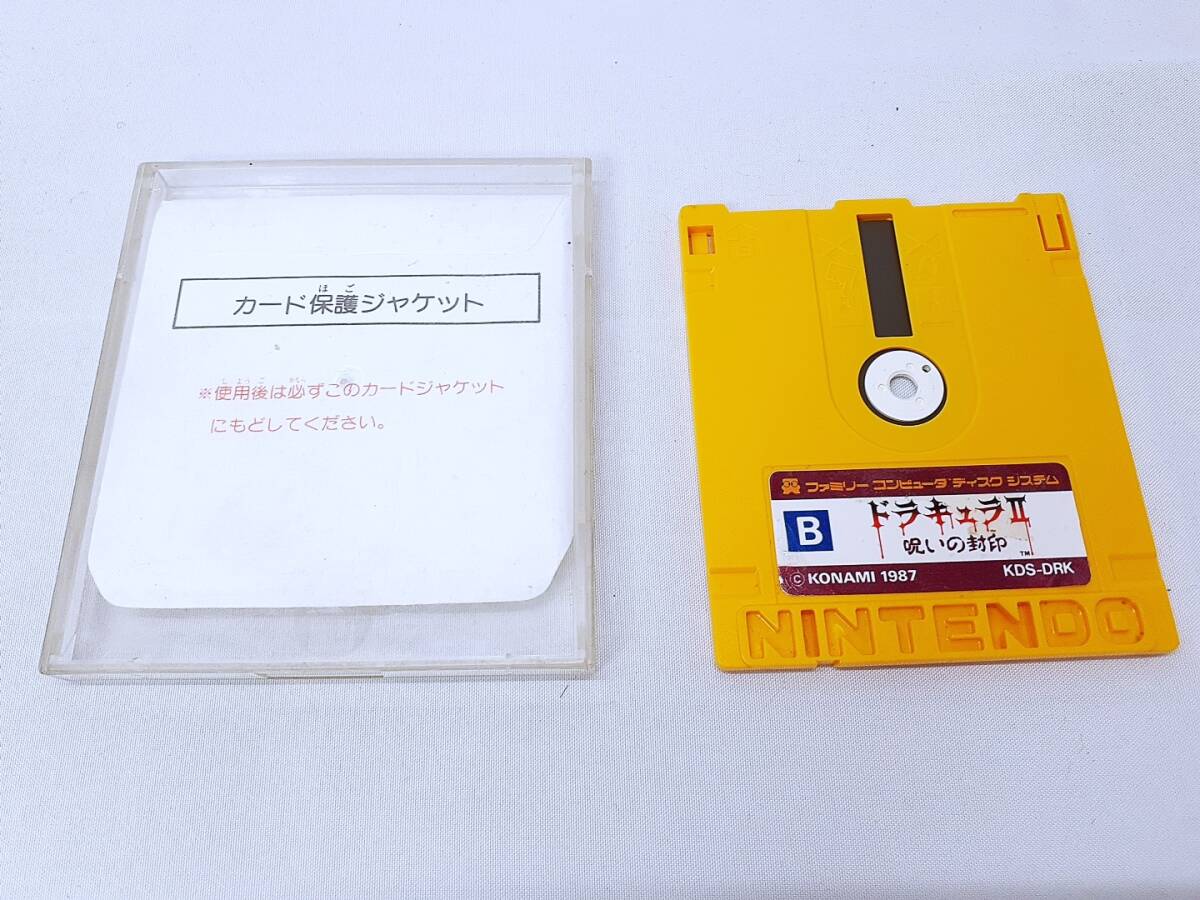 カード保護ジャケット
ほご
※使用後は必ずこのカードジャケット
にもどしてください。
ファミリー コンピュータ ディスク システム
B
ドラキュラII
呪いの封印
TM
© KONAMI 1987
KDS-DRK
NINTENDO